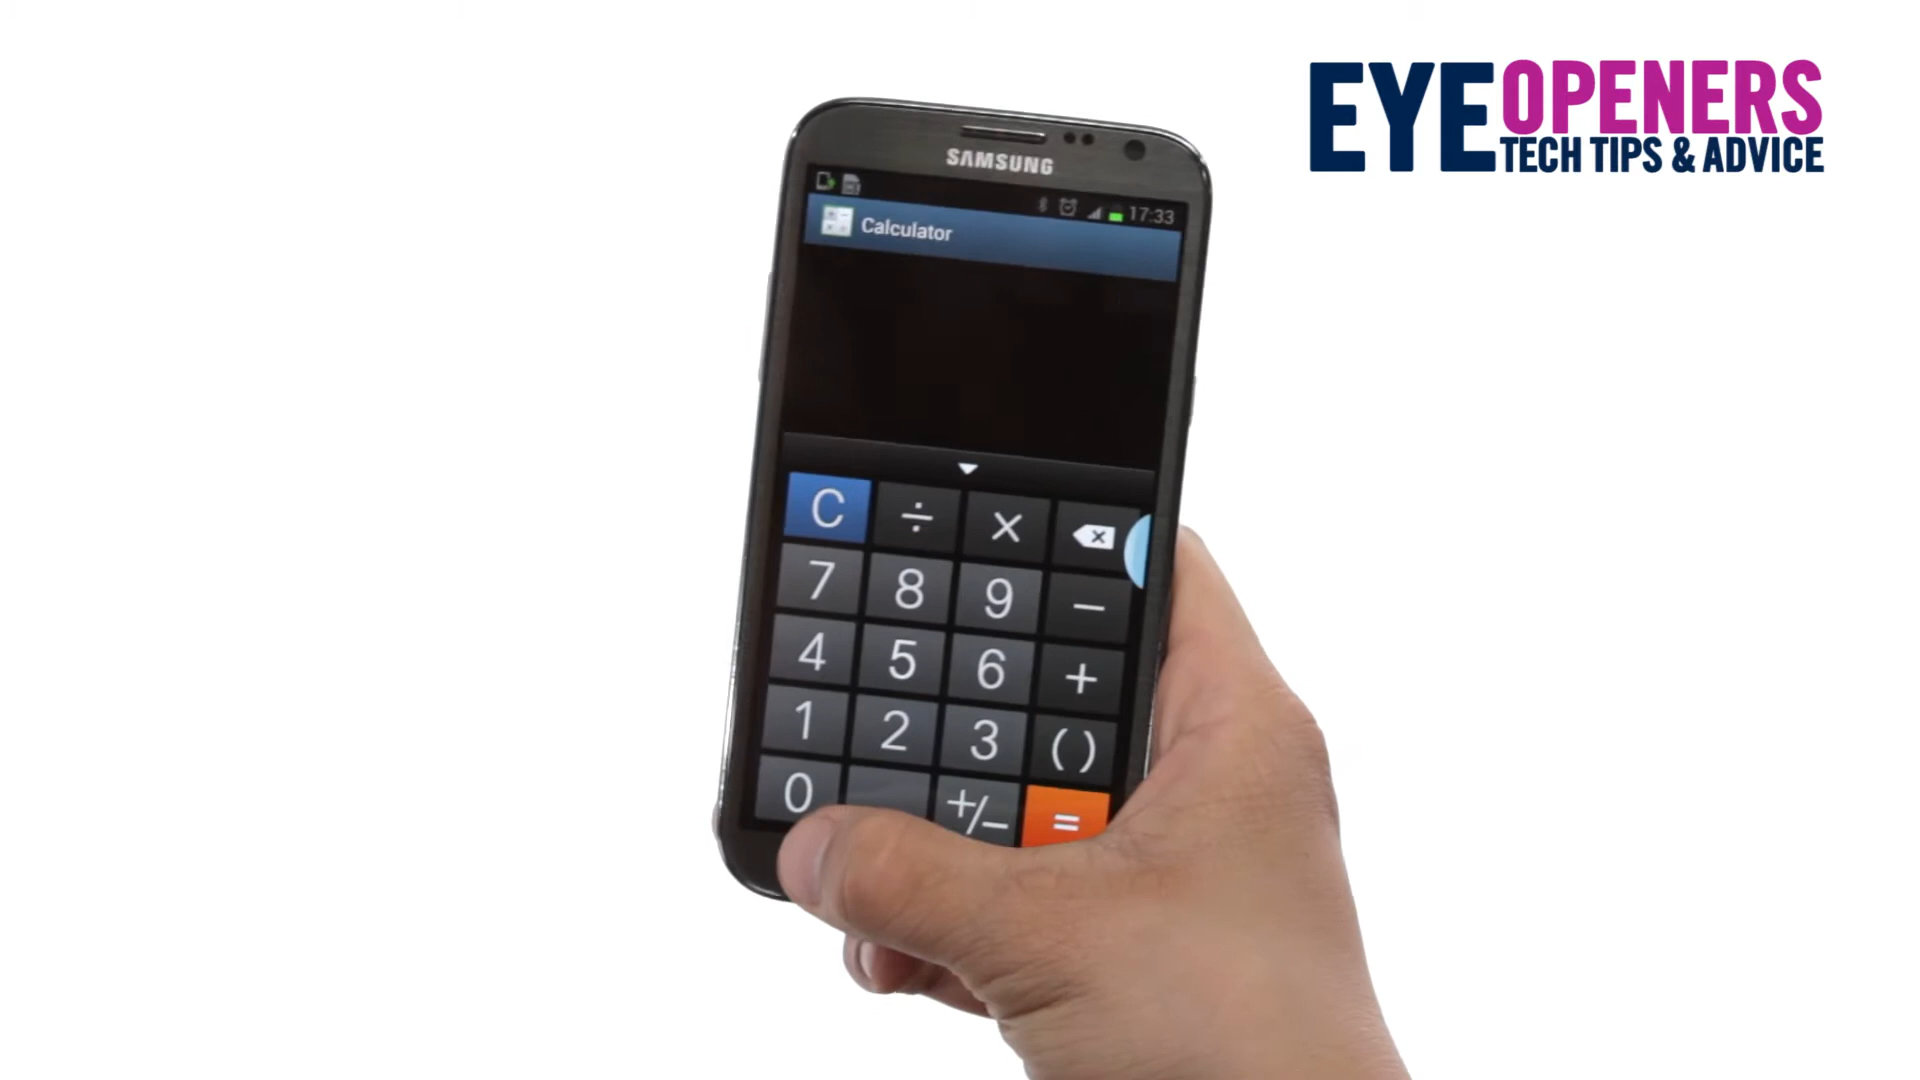 EYE OPENERS
TECH TIPS & ADVICE
SAMSUNG
17:33
Calculator
C ÷ × 
7 8 9 −
4 5 6 +
1 2 3 ()
0 +/− =